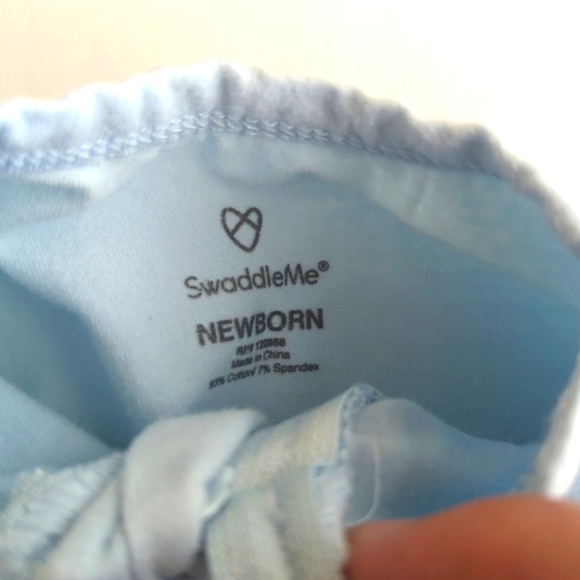 SwaddleMe®
NEWBORN
RN# 120868
Made in China
93% Cotton/ 7% Spandex